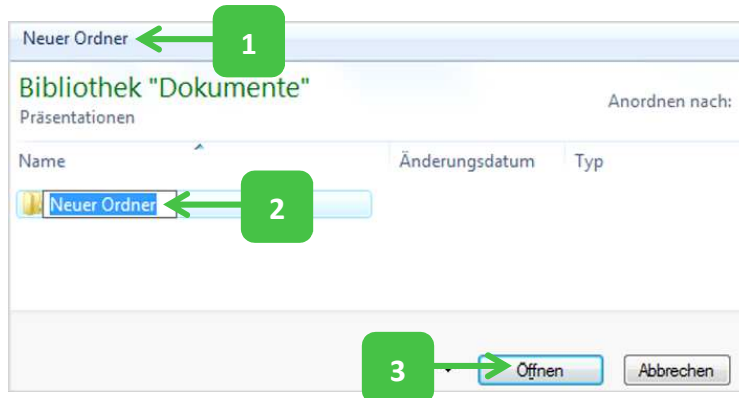 Neuer Ordner
1
Bibliothek "Dokumente"
Präsentationen
Anordnen nach:
Name
Änderungsdatum
Typ
Neuer Ordner
2
3
Öffnen
Abbrechen